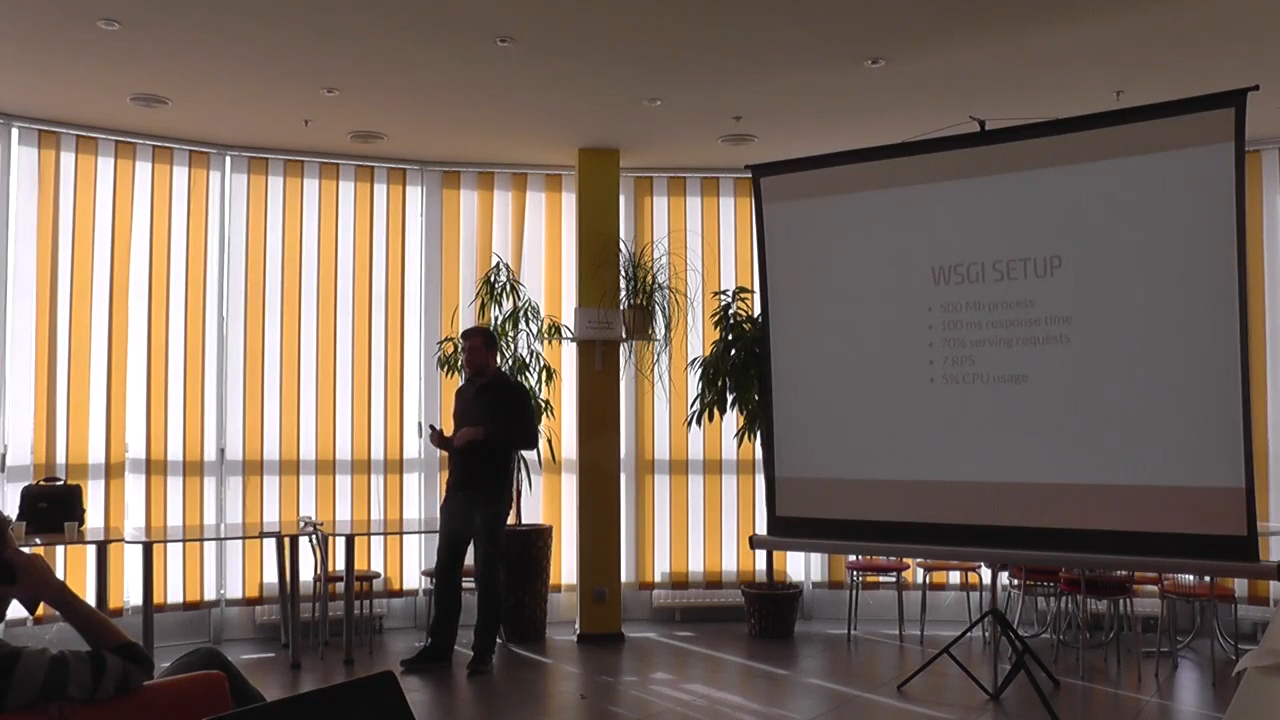 WSGI SETUP
• 500 Mb process
• 100 ms response time
• 70% serving requests
• 7 RPS
• 5% CPU usage